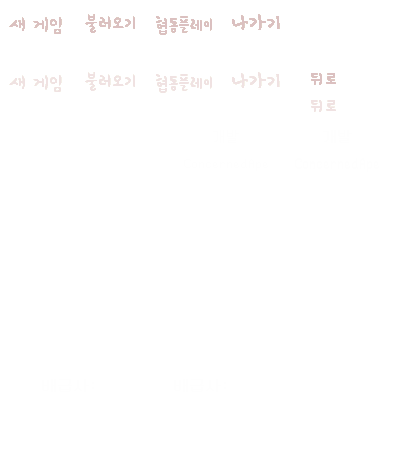 새 게임 불러오기 협동플레이 나가기
새 게임 불러오기 협동플레이 나가기 뒤로
뒤로